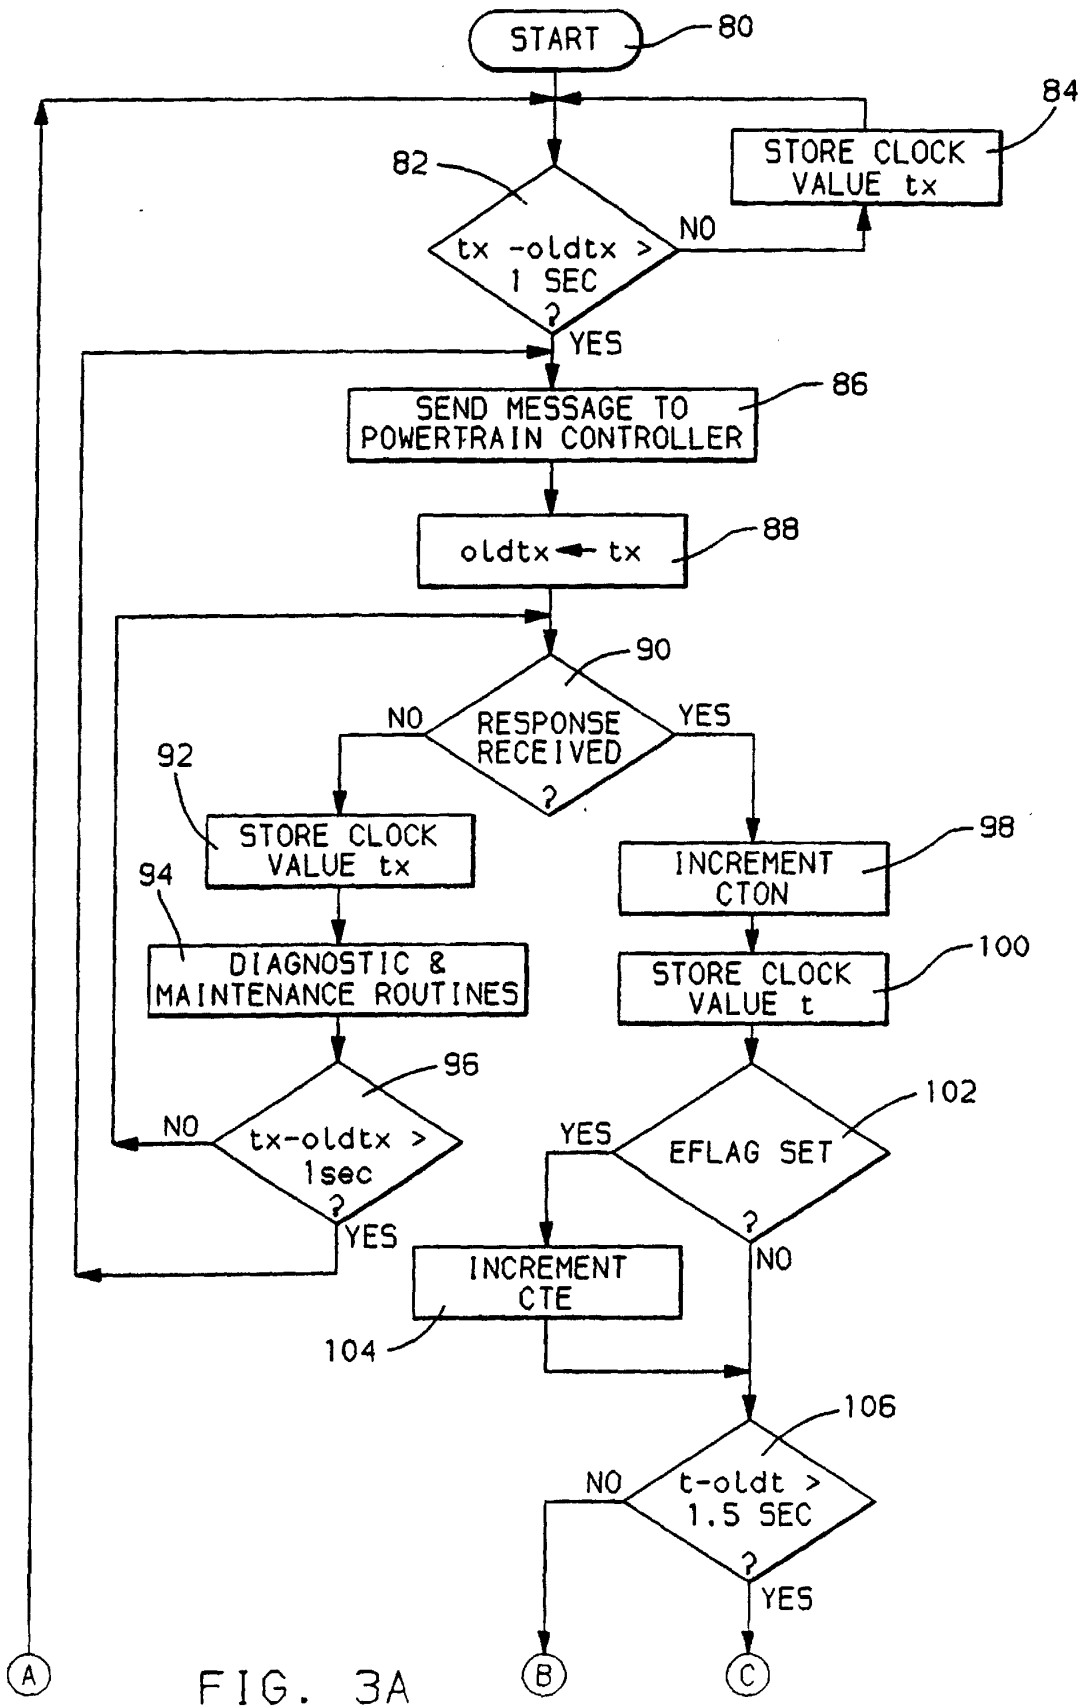 START
80
84
STORE CLOCK
VALUE tx
82
tx -oldtx >
1 SEC
?
NO
YES
SEND MESSAGE TO
POWERTRAIN CONTROLLER
86
oldtx ← tx
88
90
RESPONSE
RECEIVED
?
NO
YES
92
STORE CLOCK
VALUE tx
98
INCREMENT
CTON
94
DIAGNOSTIC &
MAINTENANCE ROUTINES
100
STORE CLOCK
VALUE t
96
tx-oldtx >
1sec
?
NO
YES
102
EFLAG SET
?
YES
NO
INCREMENT
CTE
104
106
t-oldt >
1.5 SEC
?
NO
YES
A
B
C
FIG. 3A